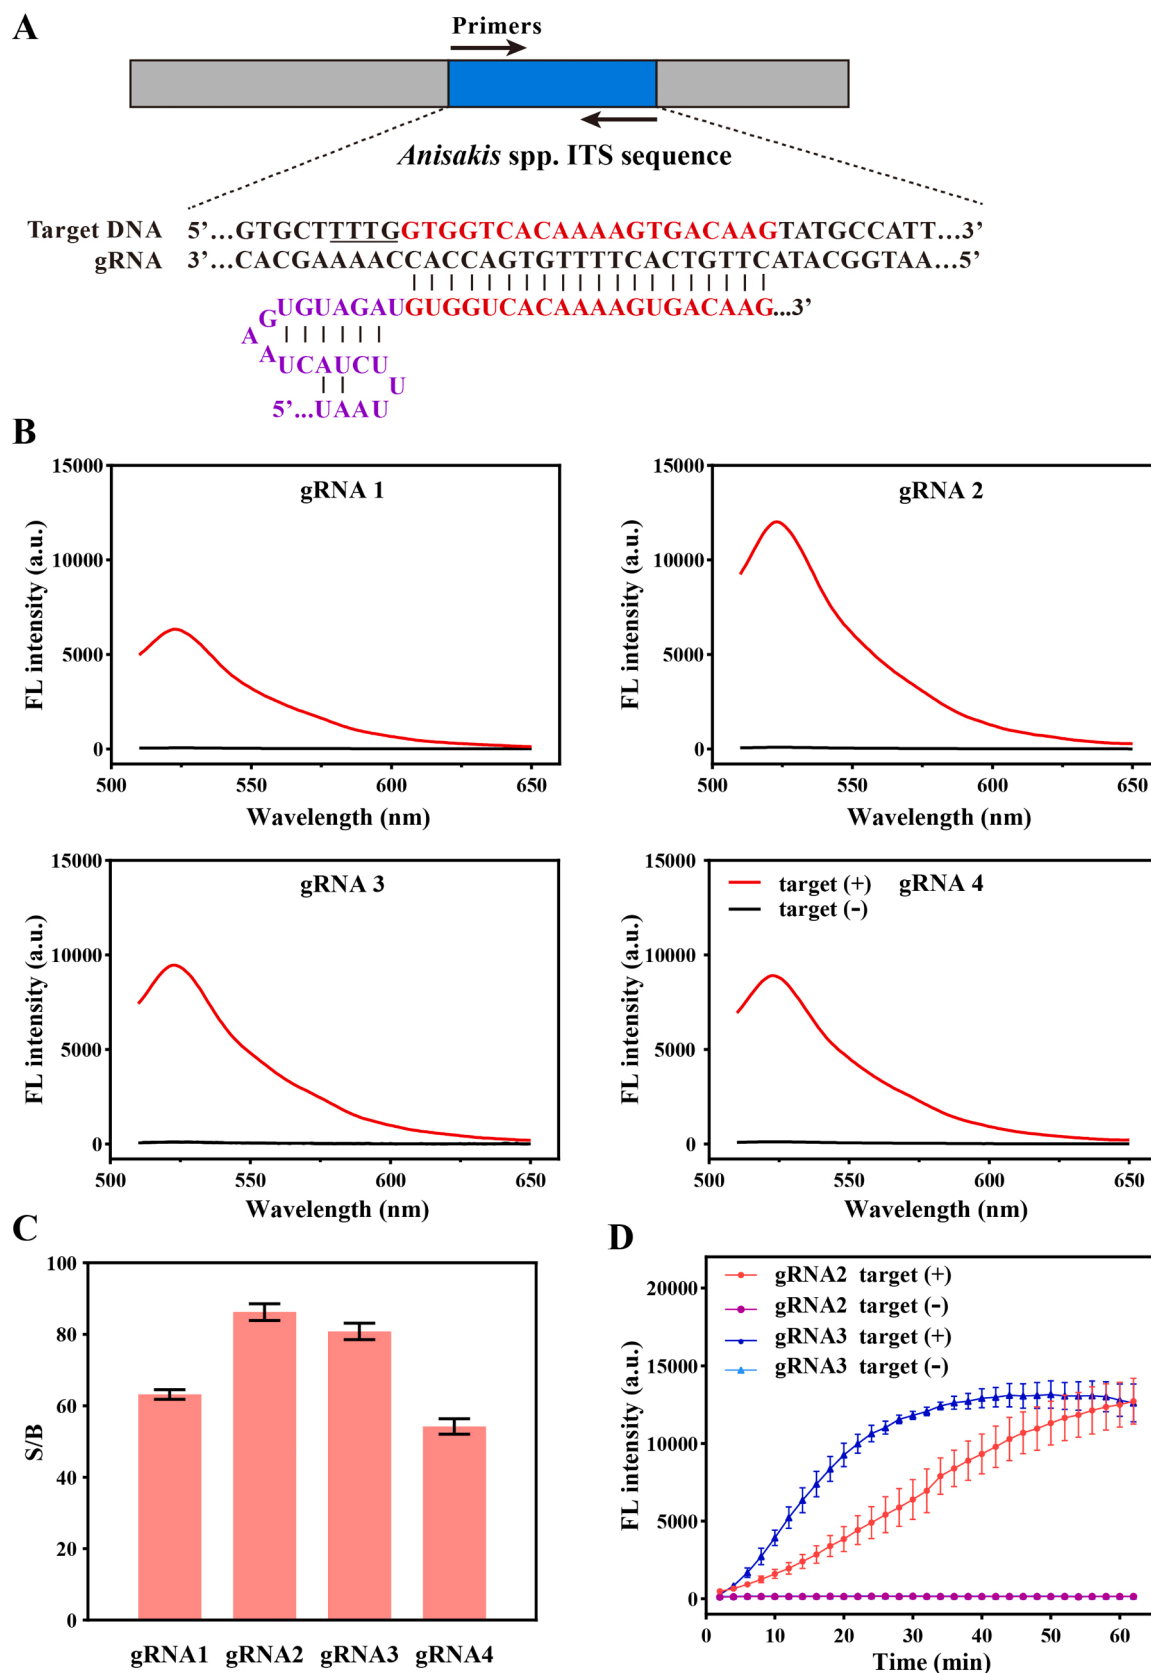 A
Primers
Anisakis spp. ITS sequence
Target DNA 5’...GTGCTTTTGGTGGTCACAAAAGTGACAAGTATGCCATT...3’
gRNA 3’...CACGAAAACCACCAGTGTTTTCACTGTTCATACGGTAA...5’
UGUAGAUGUGGUCACAAAAGUGACAAG...3’
G
A
A
UCAUCU
U
5’...UAAU
B
15000
10000
5000
0
FL intensity (a.u.)
gRNA 1
500 550 600 650
Wavelength (nm)
15000
10000
5000
0
FL intensity (a.u.)
gRNA 2
500 550 600 650
Wavelength (nm)
15000
10000
5000
0
FL intensity (a.u.)
gRNA 3
500 550 600 650
Wavelength (nm)
15000
10000
5000
0
FL intensity (a.u.)
target (+)
target (-)
gRNA 4
500 550 600 650
Wavelength (nm)
C
100
80
60
40
20
0
S/B
gRNA1 gRNA2 gRNA3 gRNA4
D
20000
15000
10000
5000
0
FL intensity (a.u.)
gRNA2 target (+)
gRNA2 target (-)
gRNA3 target (+)
gRNA3 target (-)
0 10 20 30 40 50 60
Time (min)